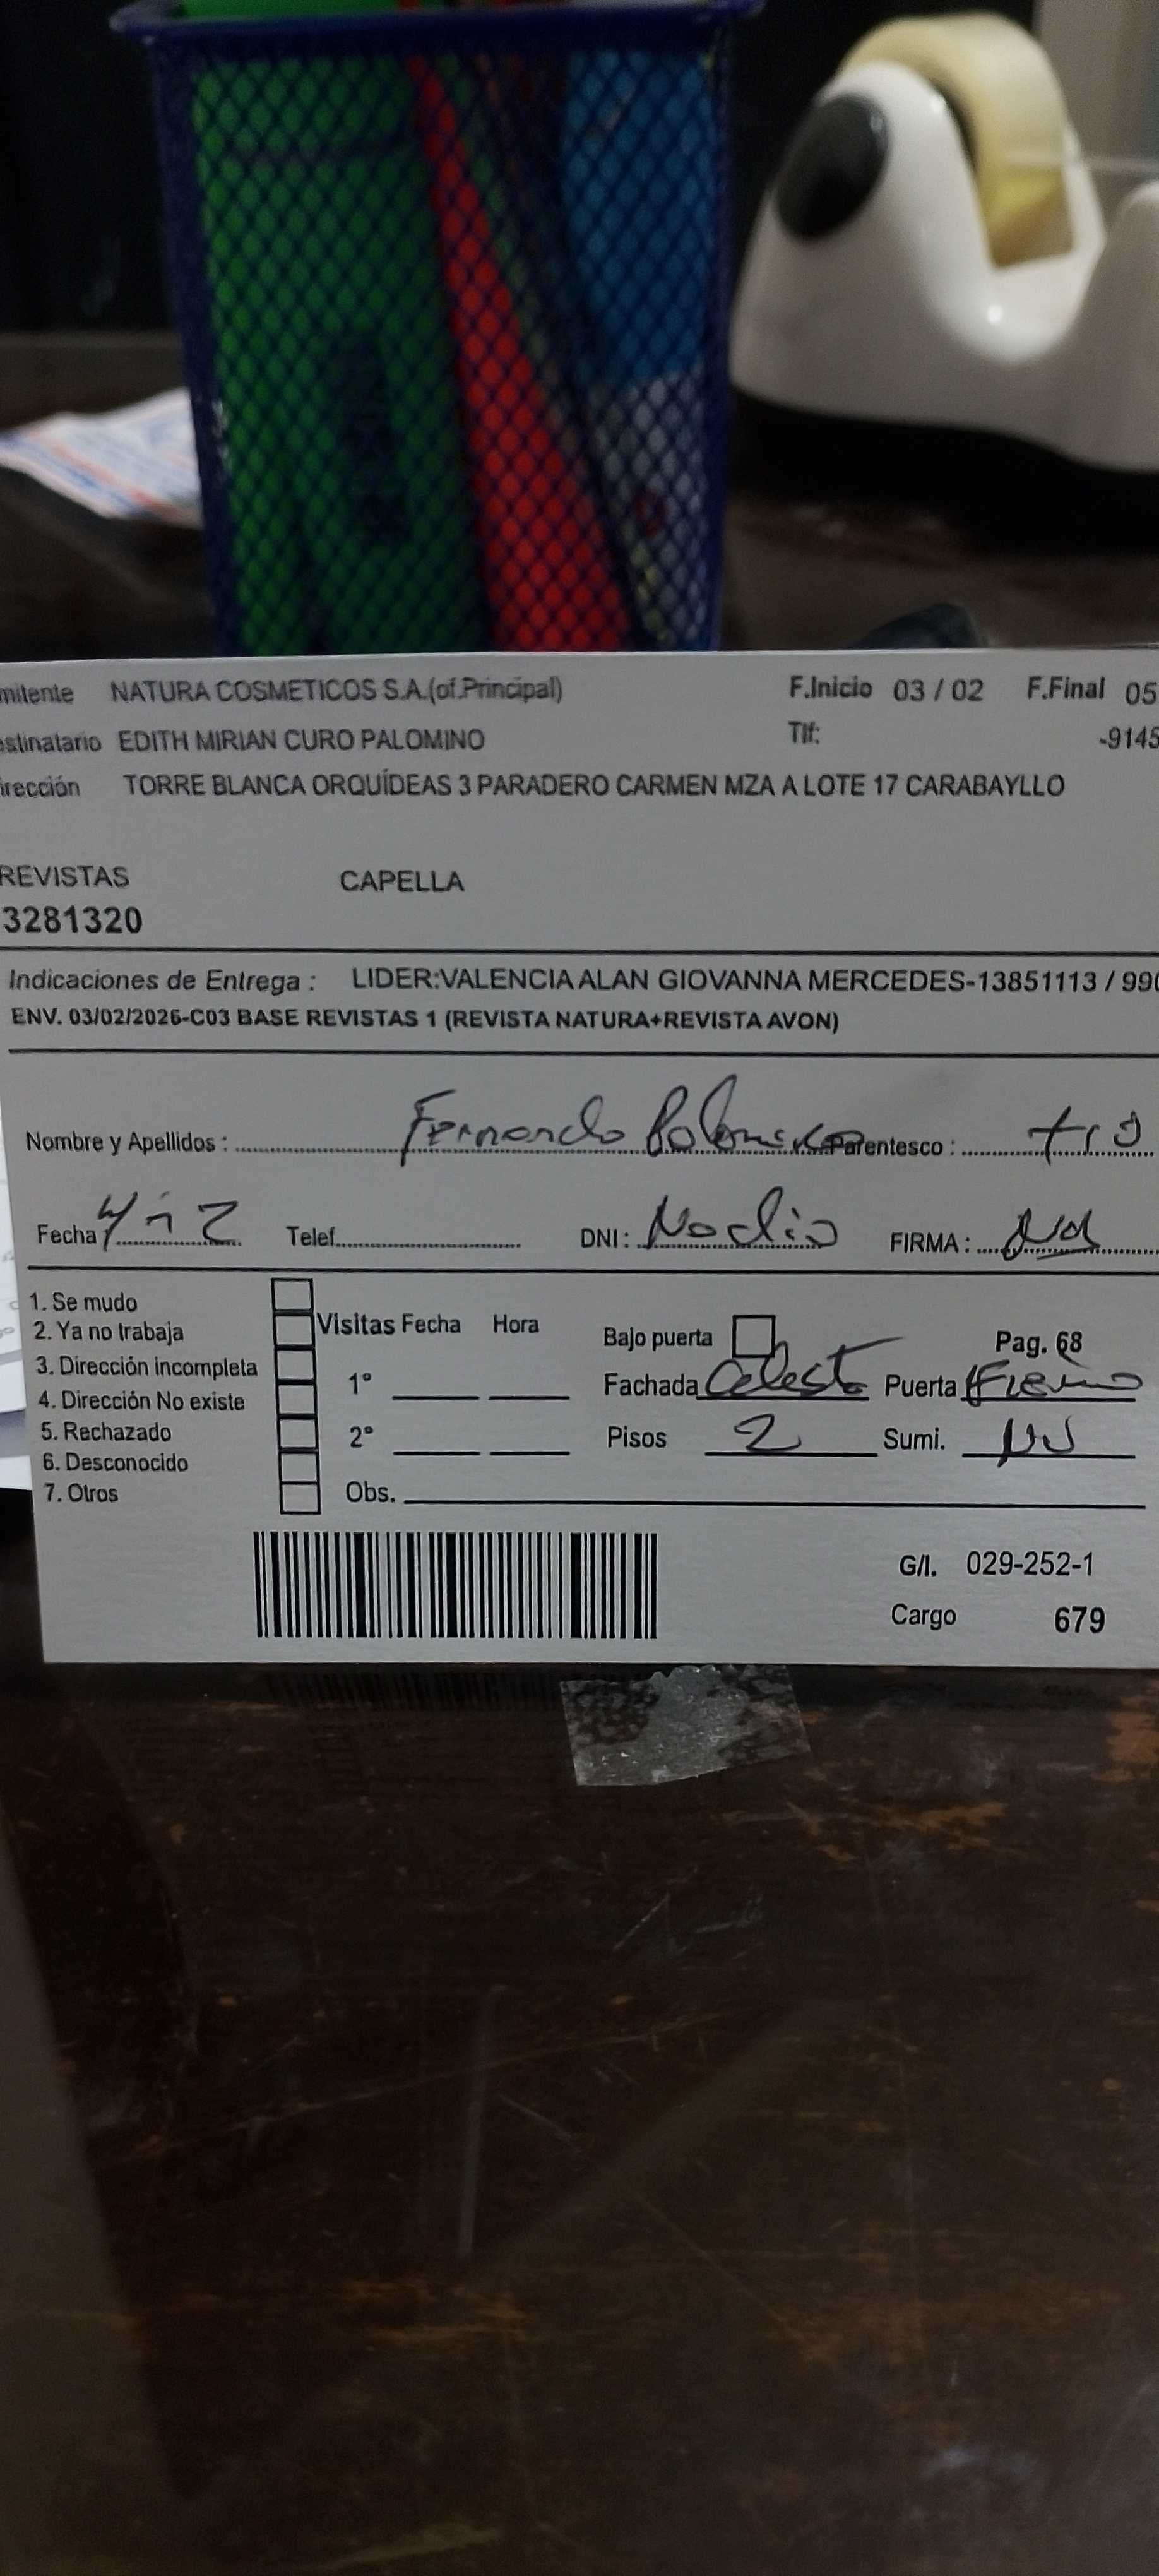 mitente NATURA COSMETICOS S.A.(of.Principal) F.Inicio 03 / 02 F.Final 05
estinatario EDITH MIRIAN CURO PALOMINO Tlf: -9145
irección TORRE BLANCA ORQUÍDEAS 3 PARADERO CARMEN MZA A LOTE 17 CARABAYLLO
REVISTAS CAPELLA
3281320
Indicaciones de Entrega : LIDER:VALENCIA ALAN GIOVANNA MERCEDES-13851113 / 990
ENV. 03/02/2026-C03 BASE REVISTAS 1 (REVISTA NATURA+REVISTA AVON)
Nombre y Apellidos : Fernando Palomino Parentesco :
Fecha Telef. DNI : No dio FIRMA :
1. Se mudo
2. Ya no trabaja Visitas Fecha Hora Bajo puerta Pag. 68
3. Dirección incompleta 1° Fachada Celeste Puerta Fierro
4. Dirección No existe
5. Rechazado 2° Pisos 2 Sumi.
6. Desconocido
7. Otros Obs.
G/I. 029-252-1
Cargo 679